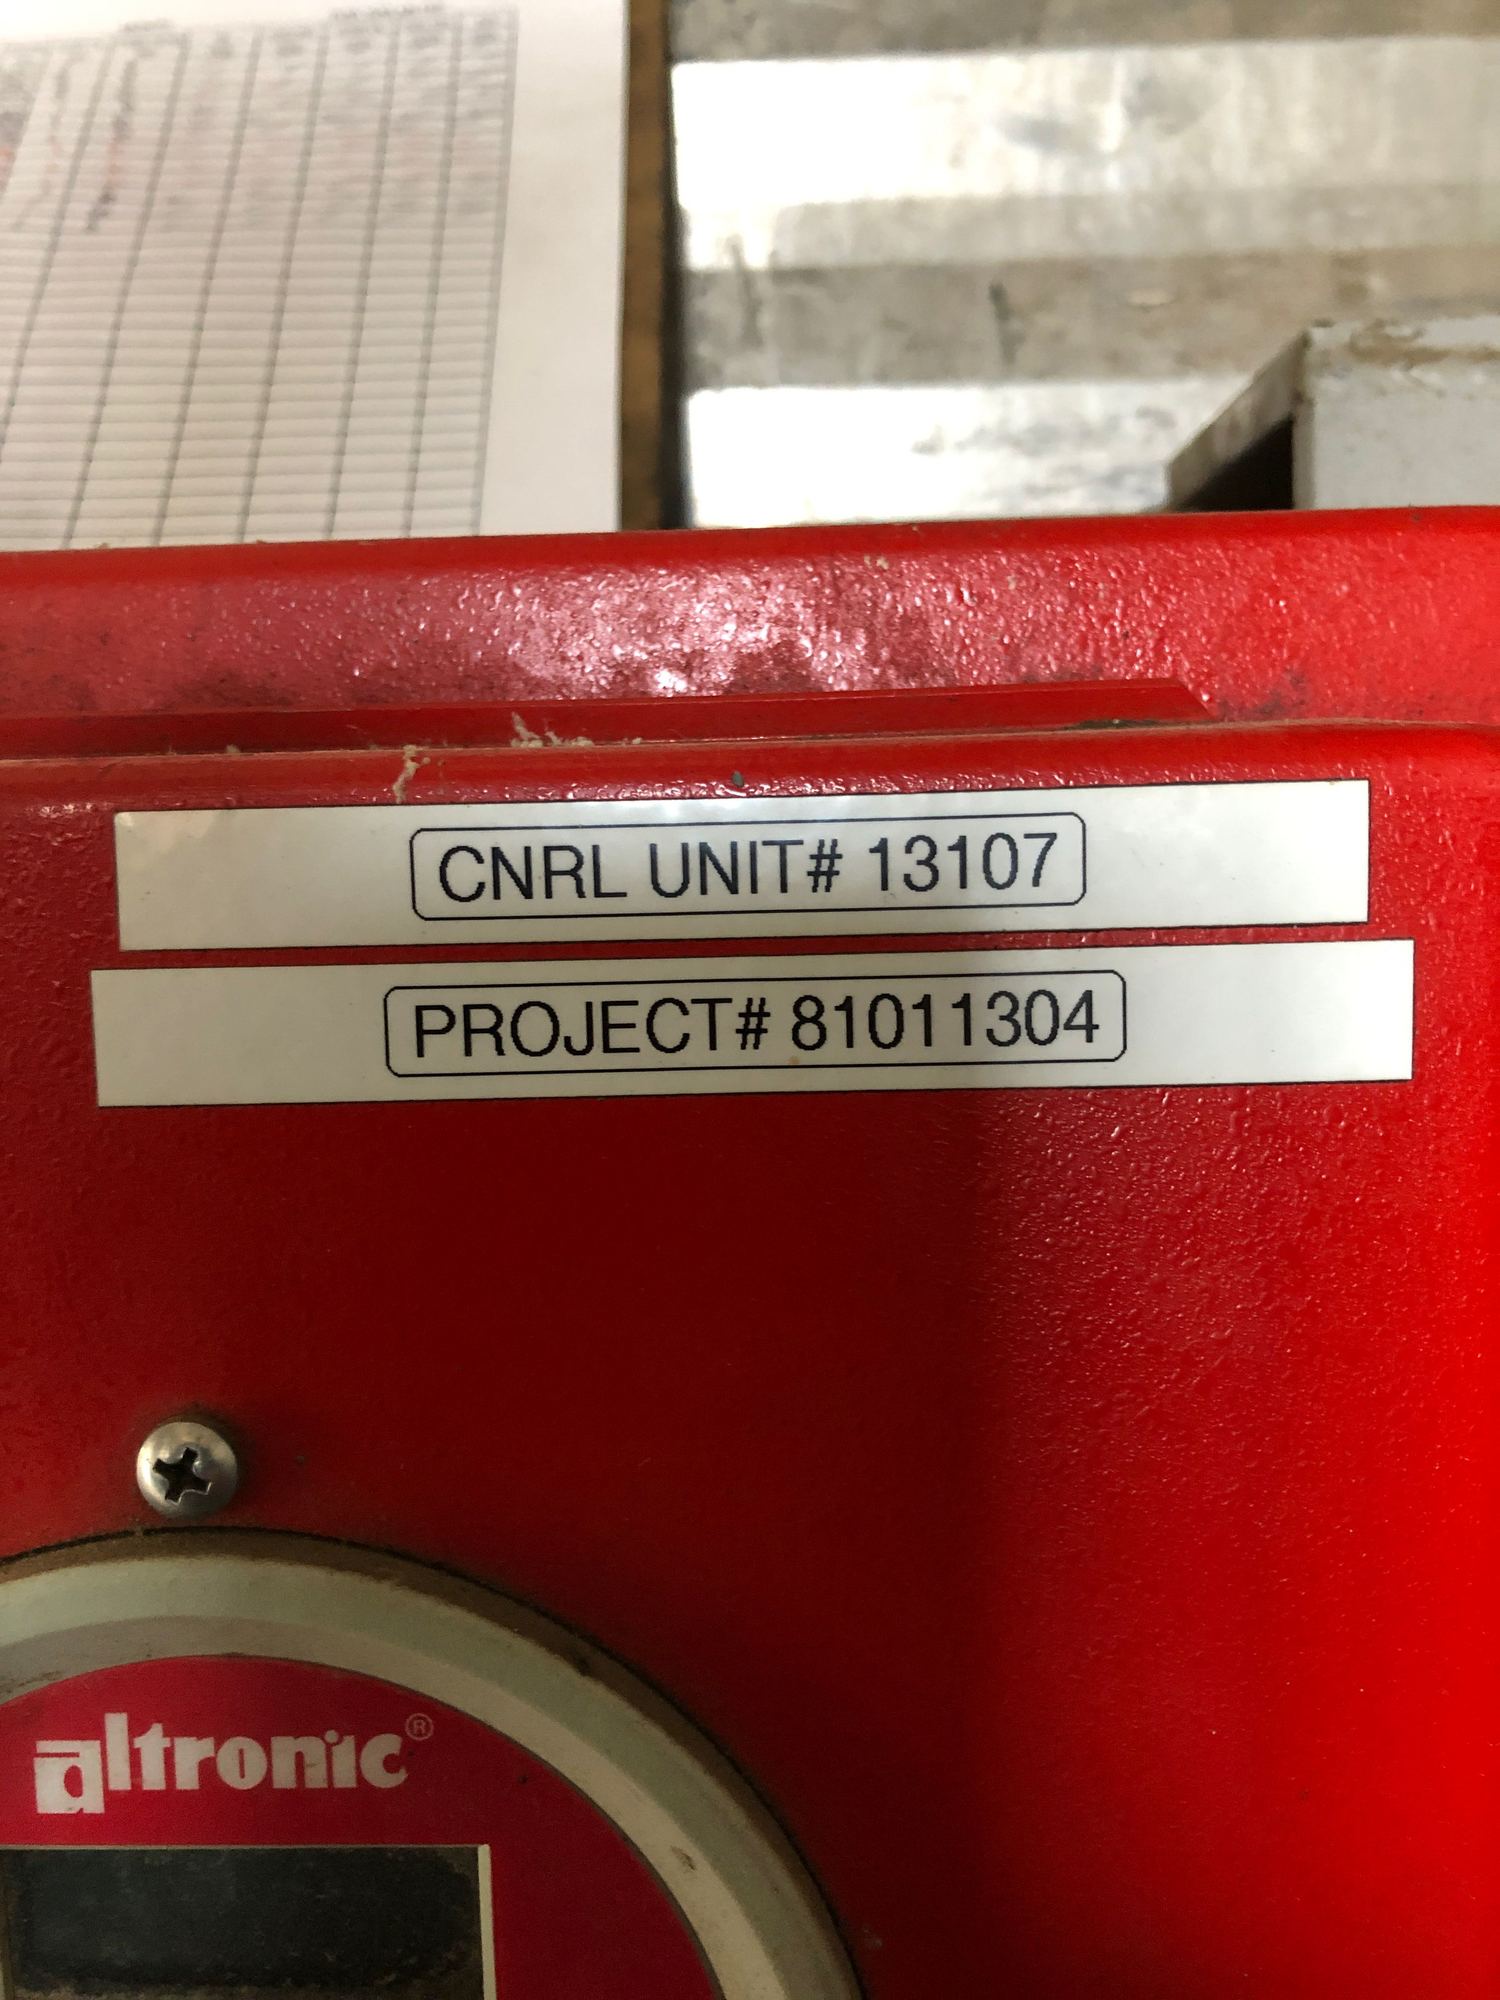 CNRL UNIT# 13107
PROJECT# 81011304
altronic®